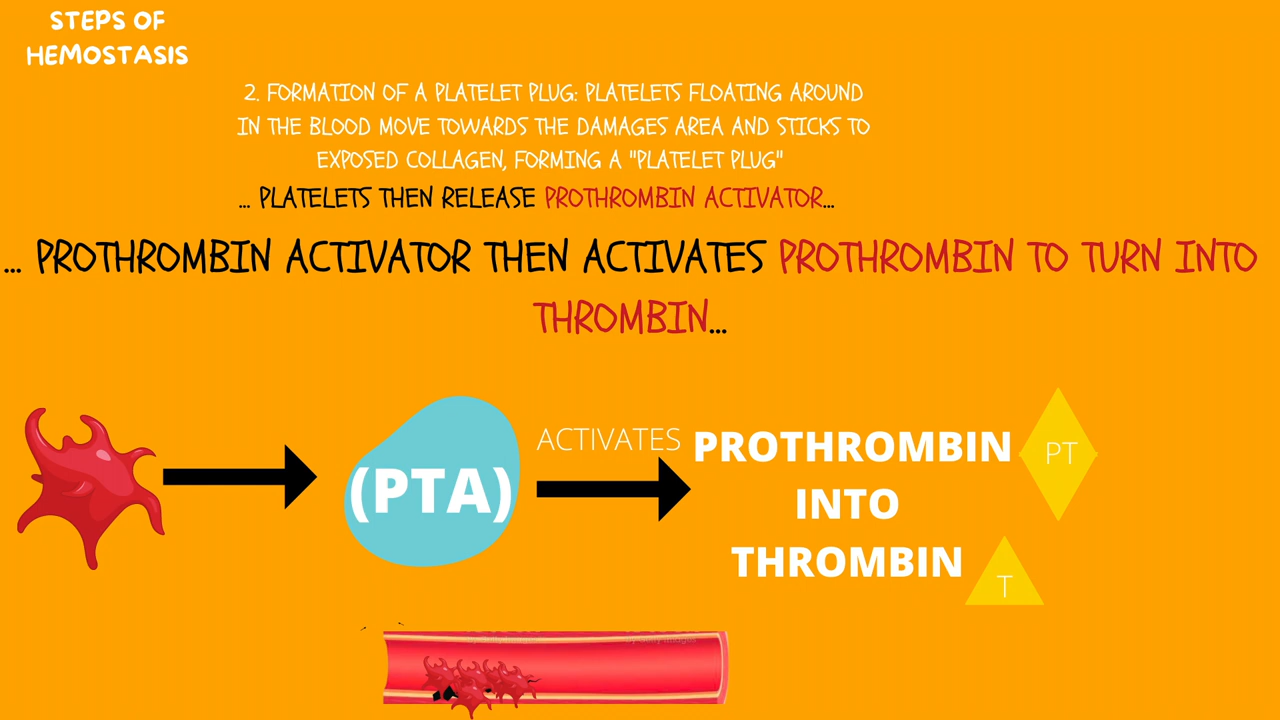 STEPS OF
HEMOSTASIS
2. FORMATION OF A PLATELET PLUG: PLATELETS FLOATING AROUND
IN THE BLOOD MOVE TOWARDS THE DAMAGES AREA AND STICKS TO
EXPOSED COLLAGEN, FORMING A "PLATELET PLUG"
... PLATELETS THEN RELEASE PROTHROMBIN ACTIVATOR...
... PROTHROMBIN ACTIVATOR THEN ACTIVATES PROTHROMBIN TO TURN INTO
THROMBIN...
(PTA)
ACTIVATES
PROTHROMBIN
INTO
THROMBIN
PT
T